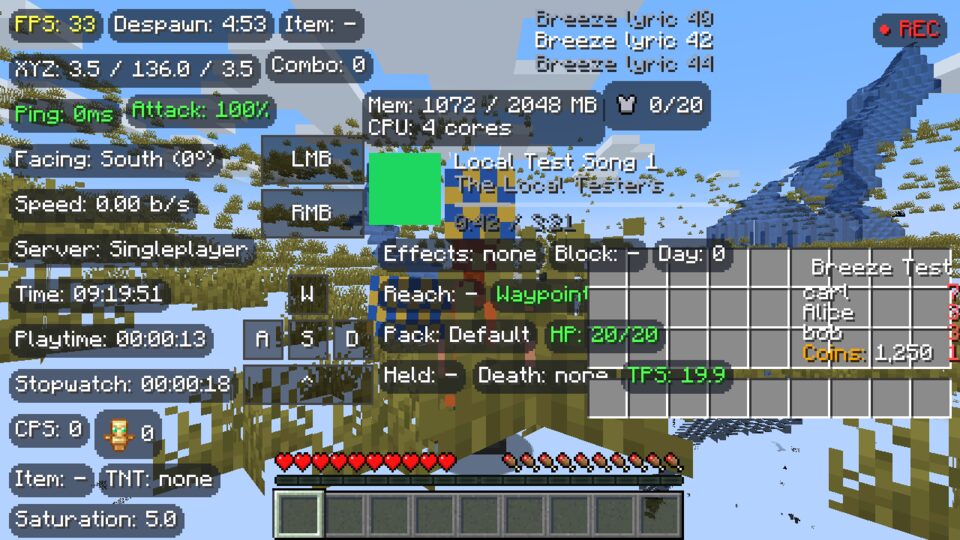 FPS: 33
Despawn: 4:53
Item: –
Breeze lyric 42
REC
XYZ: 3.5 / 136.0 / 3.5
Combo: 0
Breeze lyric 44
Ping: 0ms
Attack: 100%
Mem: 1072 / 2048 MB
CPU: 4 cores
0/20
Facing: South (0°)
LMB
Local Test Song 1
The Local Tester's
Speed: 0.00 b/s
RMB
Server: Singleplayer
Effects: none
Block: –
Day: 0
Breeze Test
Time: 09:19:51
W
Reach: –
Waypoint
carl
Alice
Playtime: 00:00:13
A
S
D
Pack: Default
HP: 20/20
bob
Coins: 1,250
Stopwatch: 00:00:18
^
Held: –
Death: none
TPS: 19.9
CPS: 0
0
Item: –
TNT: none
Saturation: 5.0